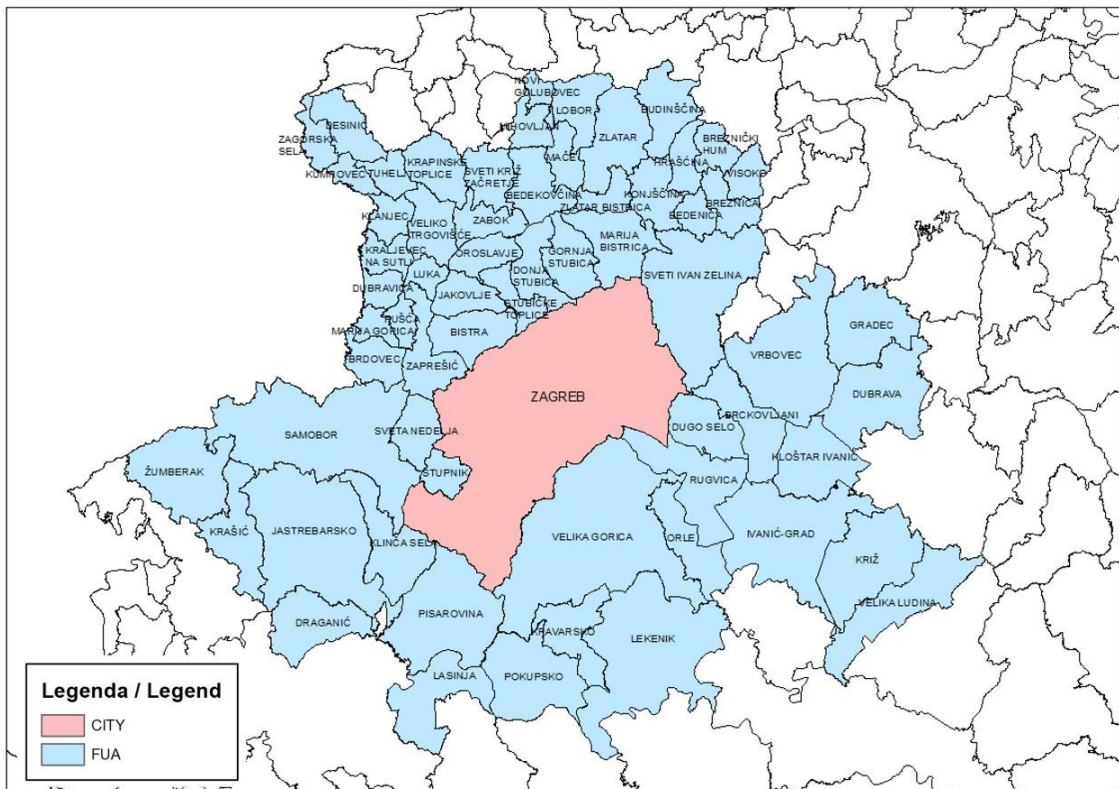 NOVI
GOLUBOVEC
LOBOR
BUDINŠČINA
DESINIĆ
MIHOVLJAN
ZLATAR
BREZNIČKI
HUM
ZAGORSKA
SELA
KRAPINSKE
TOPLICE
MAČE
HRAŠĆINA
KUMROVEC
TUHELJ
SVETI KRIŽ
ZAČRETJE
VISOKO
BEDEKOVČINA
KONJŠČINA
ZLATAR BISTRICA
BREZNICA
KLANJEC
VELIKO
TRGOVIŠĆE
ZABOK
BEDENICA
MARIJA
BISTRICA
KRALJEVEC
NA SUTLI
OROSLAVJE
GORNJA
STUBICA
LUKA
DONJA
STUBICA
SVETI IVAN ZELINA
DUBRAVICA
JAKOVLJE
STUBIČKE
TOPLICE
PUŠĆA
MARIJA GORICA
BISTRA
GRADEC
BRDOVEC
ZAPREŠIĆ
VRBOVEC
ZAGREB
DUBRAVA
BRCKOVLJANI
SAMOBOR
SVETA NEDELJA
DUGO SELO
KLOŠTAR IVANIĆ
ŽUMBERAK
STUPNIK
RUGVICA
KRAŠIĆ
JASTREBARSKO
KLINČA SELA
VELIKA GORICA
ORLE
IVANIĆ-GRAD
KRIŽ
VELIKA LUDINA
DRAGANIĆ
PISAROVINA
KRAVARSKO
LEKENIK
LASINJA
POKUPSKO
Legenda / Legend
CITY
FUA